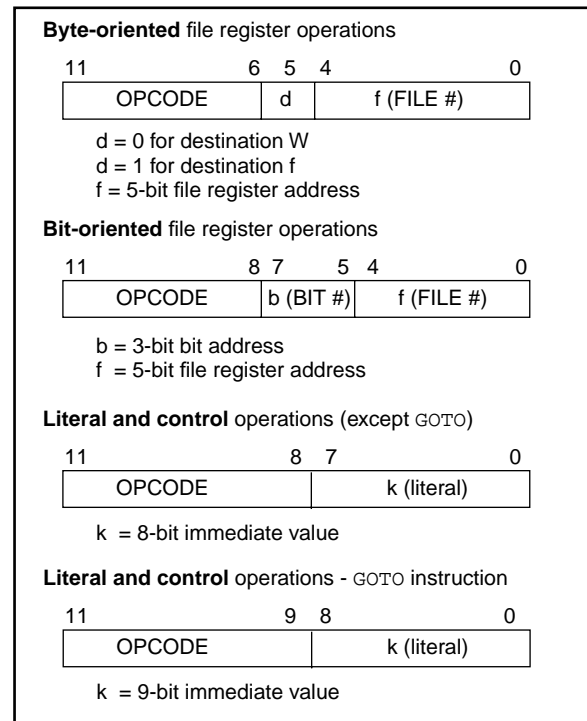 Byte-oriented file register operations
11 6 5 4 0
OPCODE d f (FILE #)
d = 0 for destination W
d = 1 for destination f
f = 5-bit file register address
Bit-oriented file register operations
11 8 7 5 4 0
OPCODE b (BIT #) f (FILE #)
b = 3-bit bit address
f = 5-bit file register address
Literal and control operations (except GOTO)
11 8 7 0
OPCODE k (literal)
k = 8-bit immediate value
Literal and control operations - GOTO instruction
11 9 8 0
OPCODE k (literal)
k = 9-bit immediate value